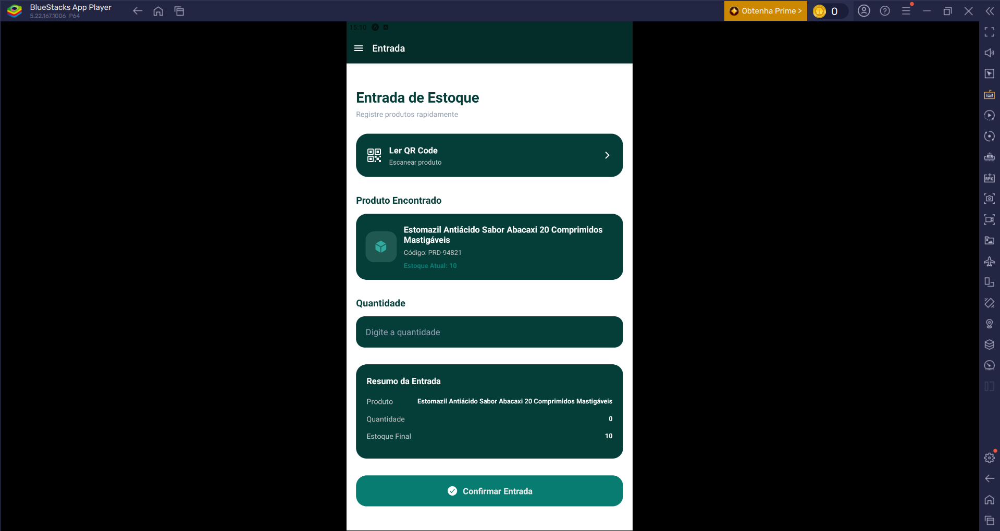 BlueStacks App Player
5.22.167.1006 P64
Obtenha Prime >
0
15:10
Entrada
Entrada de Estoque
Registre produtos rapidamente
Ler QR Code
Escanear produto
Produto Encontrado
Estomazil Antiácido Sabor Abacaxi 20 Comprimidos
Mastigáveis
Código: PRD-94821
Estoque Atual: 10
Quantidade
Digite a quantidade
Resumo da Entrada
Produto Estomazil Antiácido Sabor Abacaxi 20 Comprimidos Mastigáveis
Quantidade 0
Estoque Final 10
Confirmar Entrada